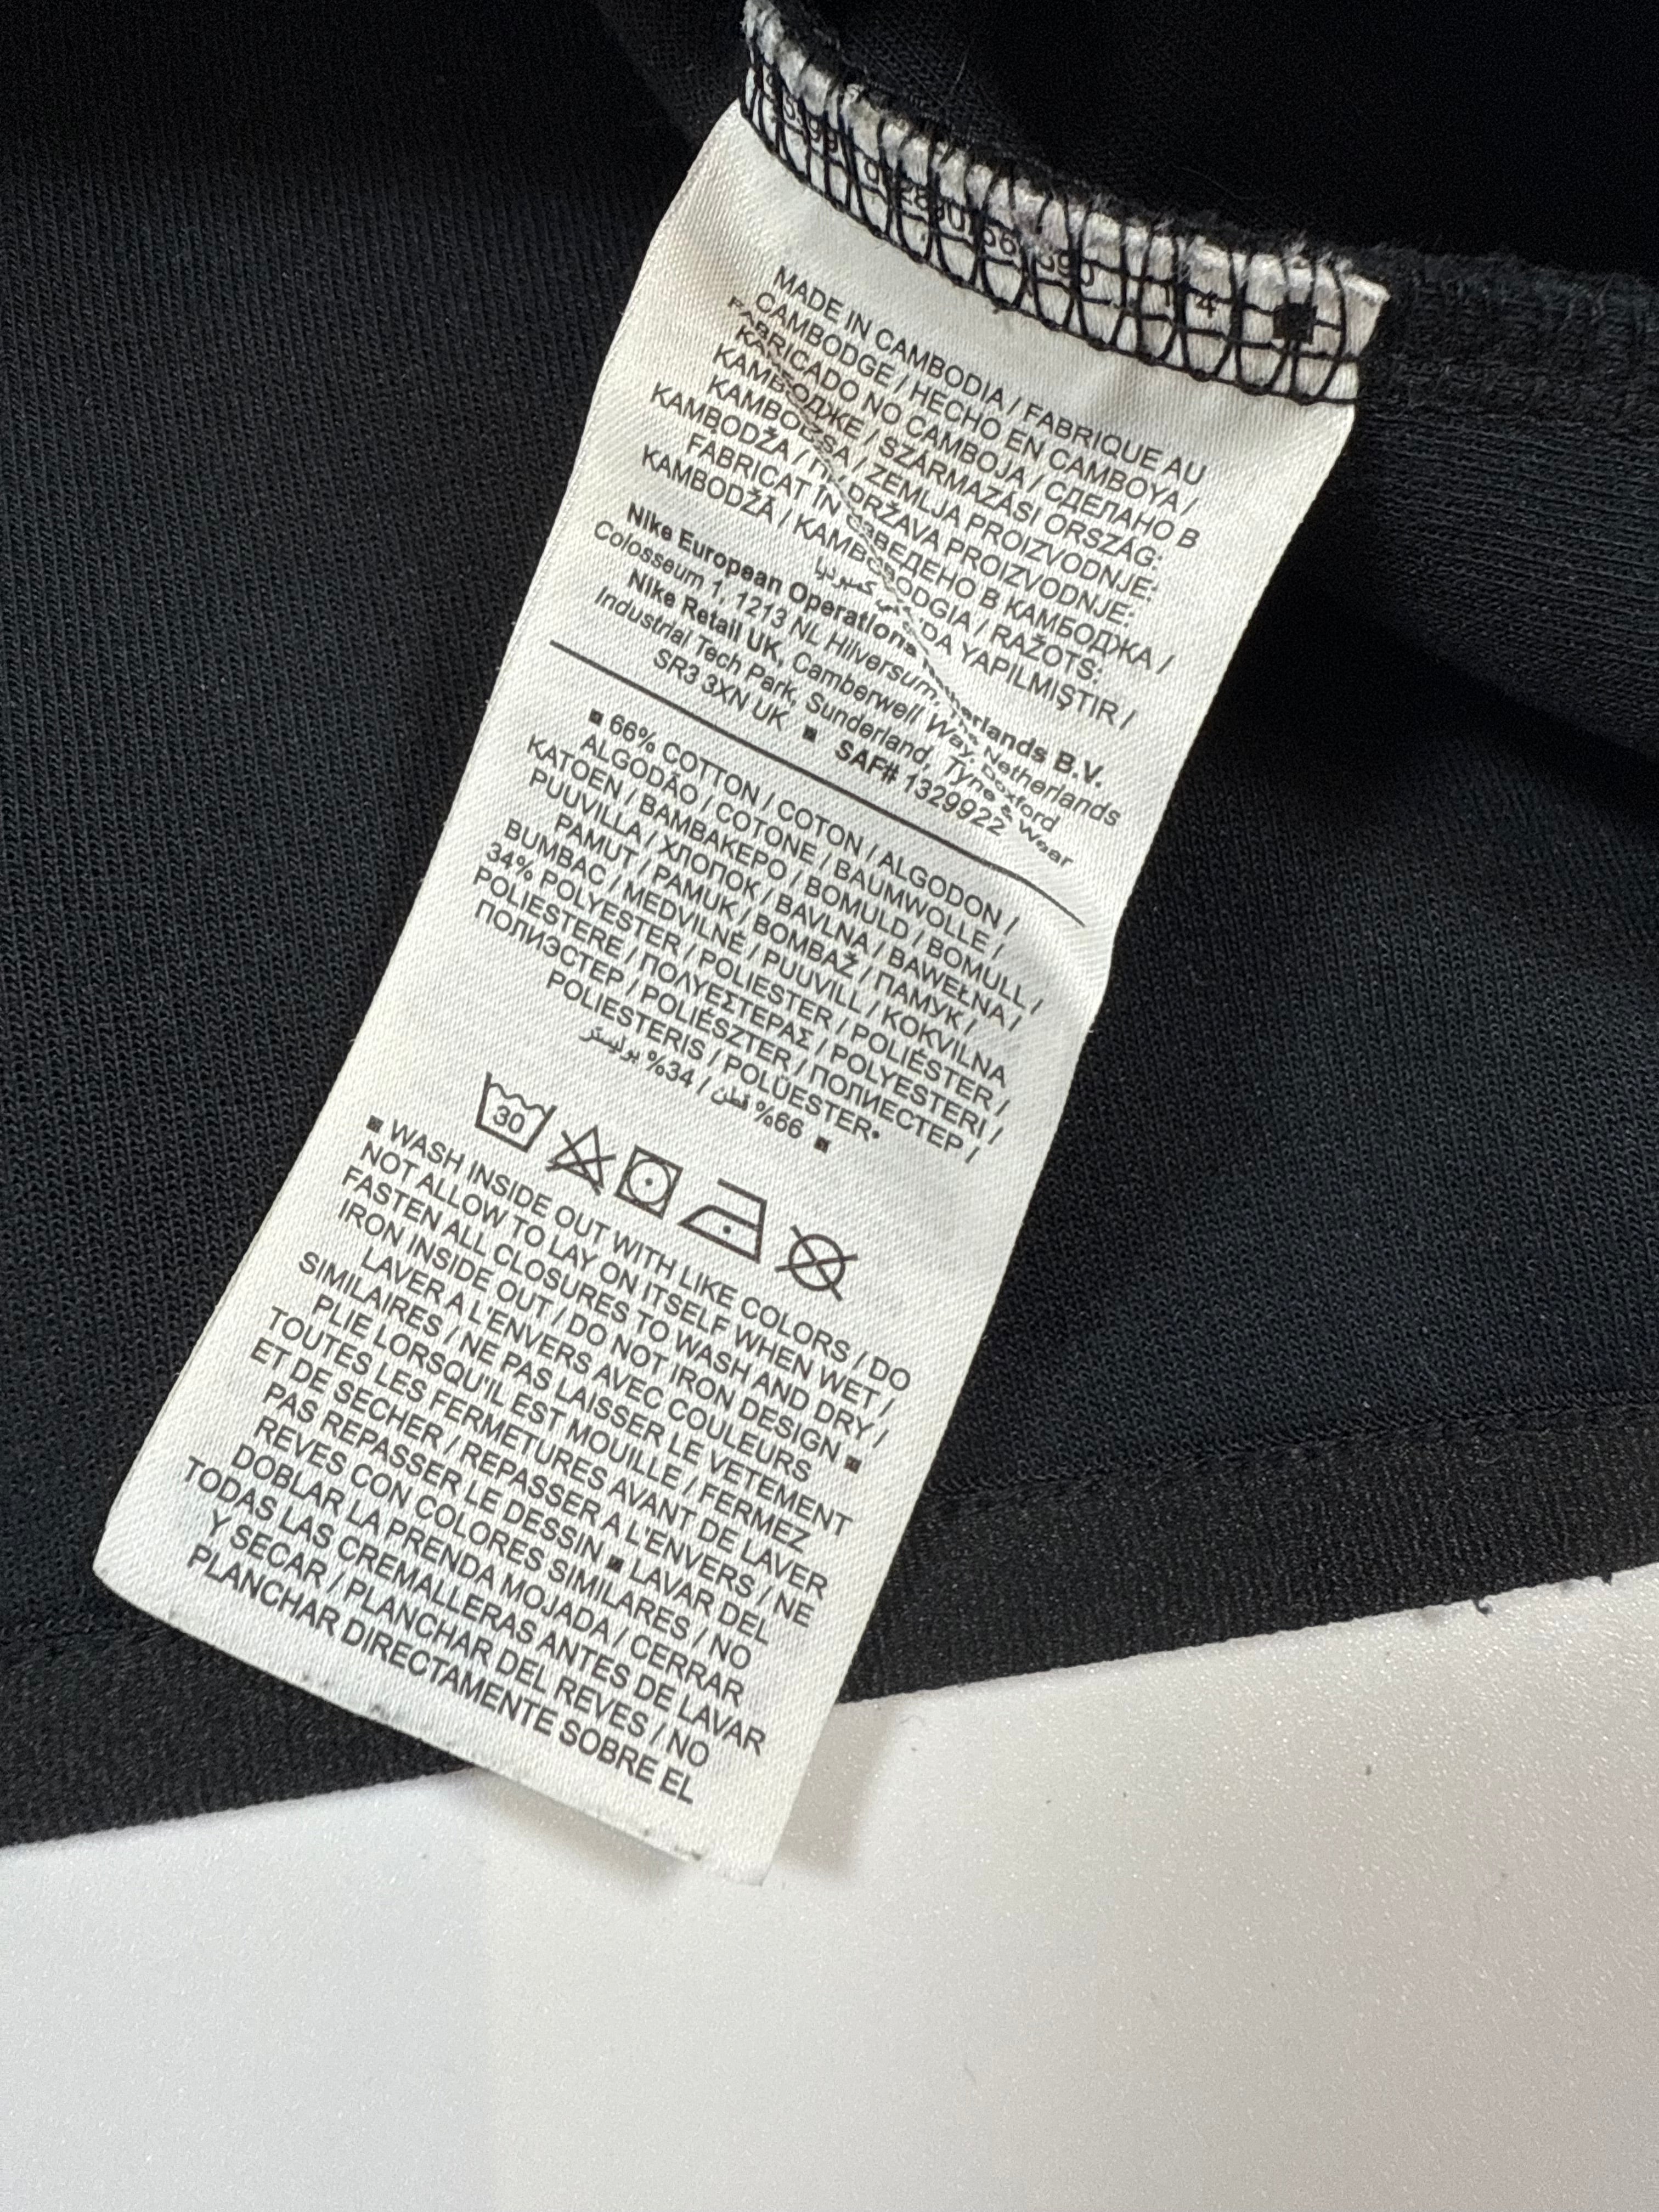 MADE IN CAMBODIA / FABRIQUE AU
CAMBODGE / HECHO EN CAMBOYA /
FABRICADO NO CAMBOJA / СДЕЛАНО В
КАМБОДЖЕ / SZÁRMAZÁSI ORSZÁG:
KAMBODZSA / ZEMLJA PROIZVODNJE:
KAMBODŽA / DRŽAVA PROIZVODNJE:
KAMBODŽA / КАМБОДЖА /
FABRICAT ÎN / RAŽOTS:
KAMBODŽĀ / YAPILMIŞTIR /
كمبوديا
Nike European Operations Netherlands B.V.
Colosseum 1, 1213 NL Hilversum, Netherlands
Nike Retail UK, Camberwell Way, Doxford
Industrial Tech Park, Sunderland, Tyne & Wear
SR3 3XN UK ■ SAF# 1329922
■ 66% COTTON / COTON / ALGODON /
ALGODÃO / COTONE / BAUMWOLLE /
KATOEN / ΒΑΜΒΑΚΕΡΟ / BOMULD / BOMULL /
PUUVILLA / ХЛОПОК / BAVLNA / BAWEŁNA /
PAMUT / PAMUK / BOMBAŽ / ПАМУК /
BUMBAC / MEDVILNĖ / PUUVILL / KOKVILNA
34% POLYESTER / POLIESTER / POLIÉSTER /
POLIESTERE / ΠΟΛΥΕΣΤΕΡΑΣ / POLYESTERI /
ПОЛИЭСТЕР / POLIÉSZTER / ПОЛИЕСТЕР /
POLIESTERIS / POLÜESTER*
66% قطن / 34% بوليستر ■
30
■ WASH INSIDE OUT WITH LIKE COLORS / DO
NOT ALLOW TO LAY ON ITSELF WHEN WET /
FASTEN ALL CLOSURES TO WASH AND DRY /
IRON INSIDE OUT / DO NOT IRON DESIGN ■
LAVER A L'ENVERS AVEC COULEURS
SIMILAIRES / NE PAS LAISSER LE VETEMENT
PLIE LORSQU'IL EST MOUILLE / FERMEZ
TOUTES LES FERMETURES AVANT DE LAVER
ET DE SECHER / REPASSER A L'ENVERS / NE
PAS REPASSER LE DESSIN ■ LAVAR DEL
REVES CON COLORES SIMILARES / NO
DOBLAR LA PRENDA MOJADA / CERRAR
TODAS LAS CREMALLERAS ANTES DE LAVAR
Y SECAR / PLANCHAR DEL REVES / NO
PLANCHAR DIRECTAMENTE SOBRE EL